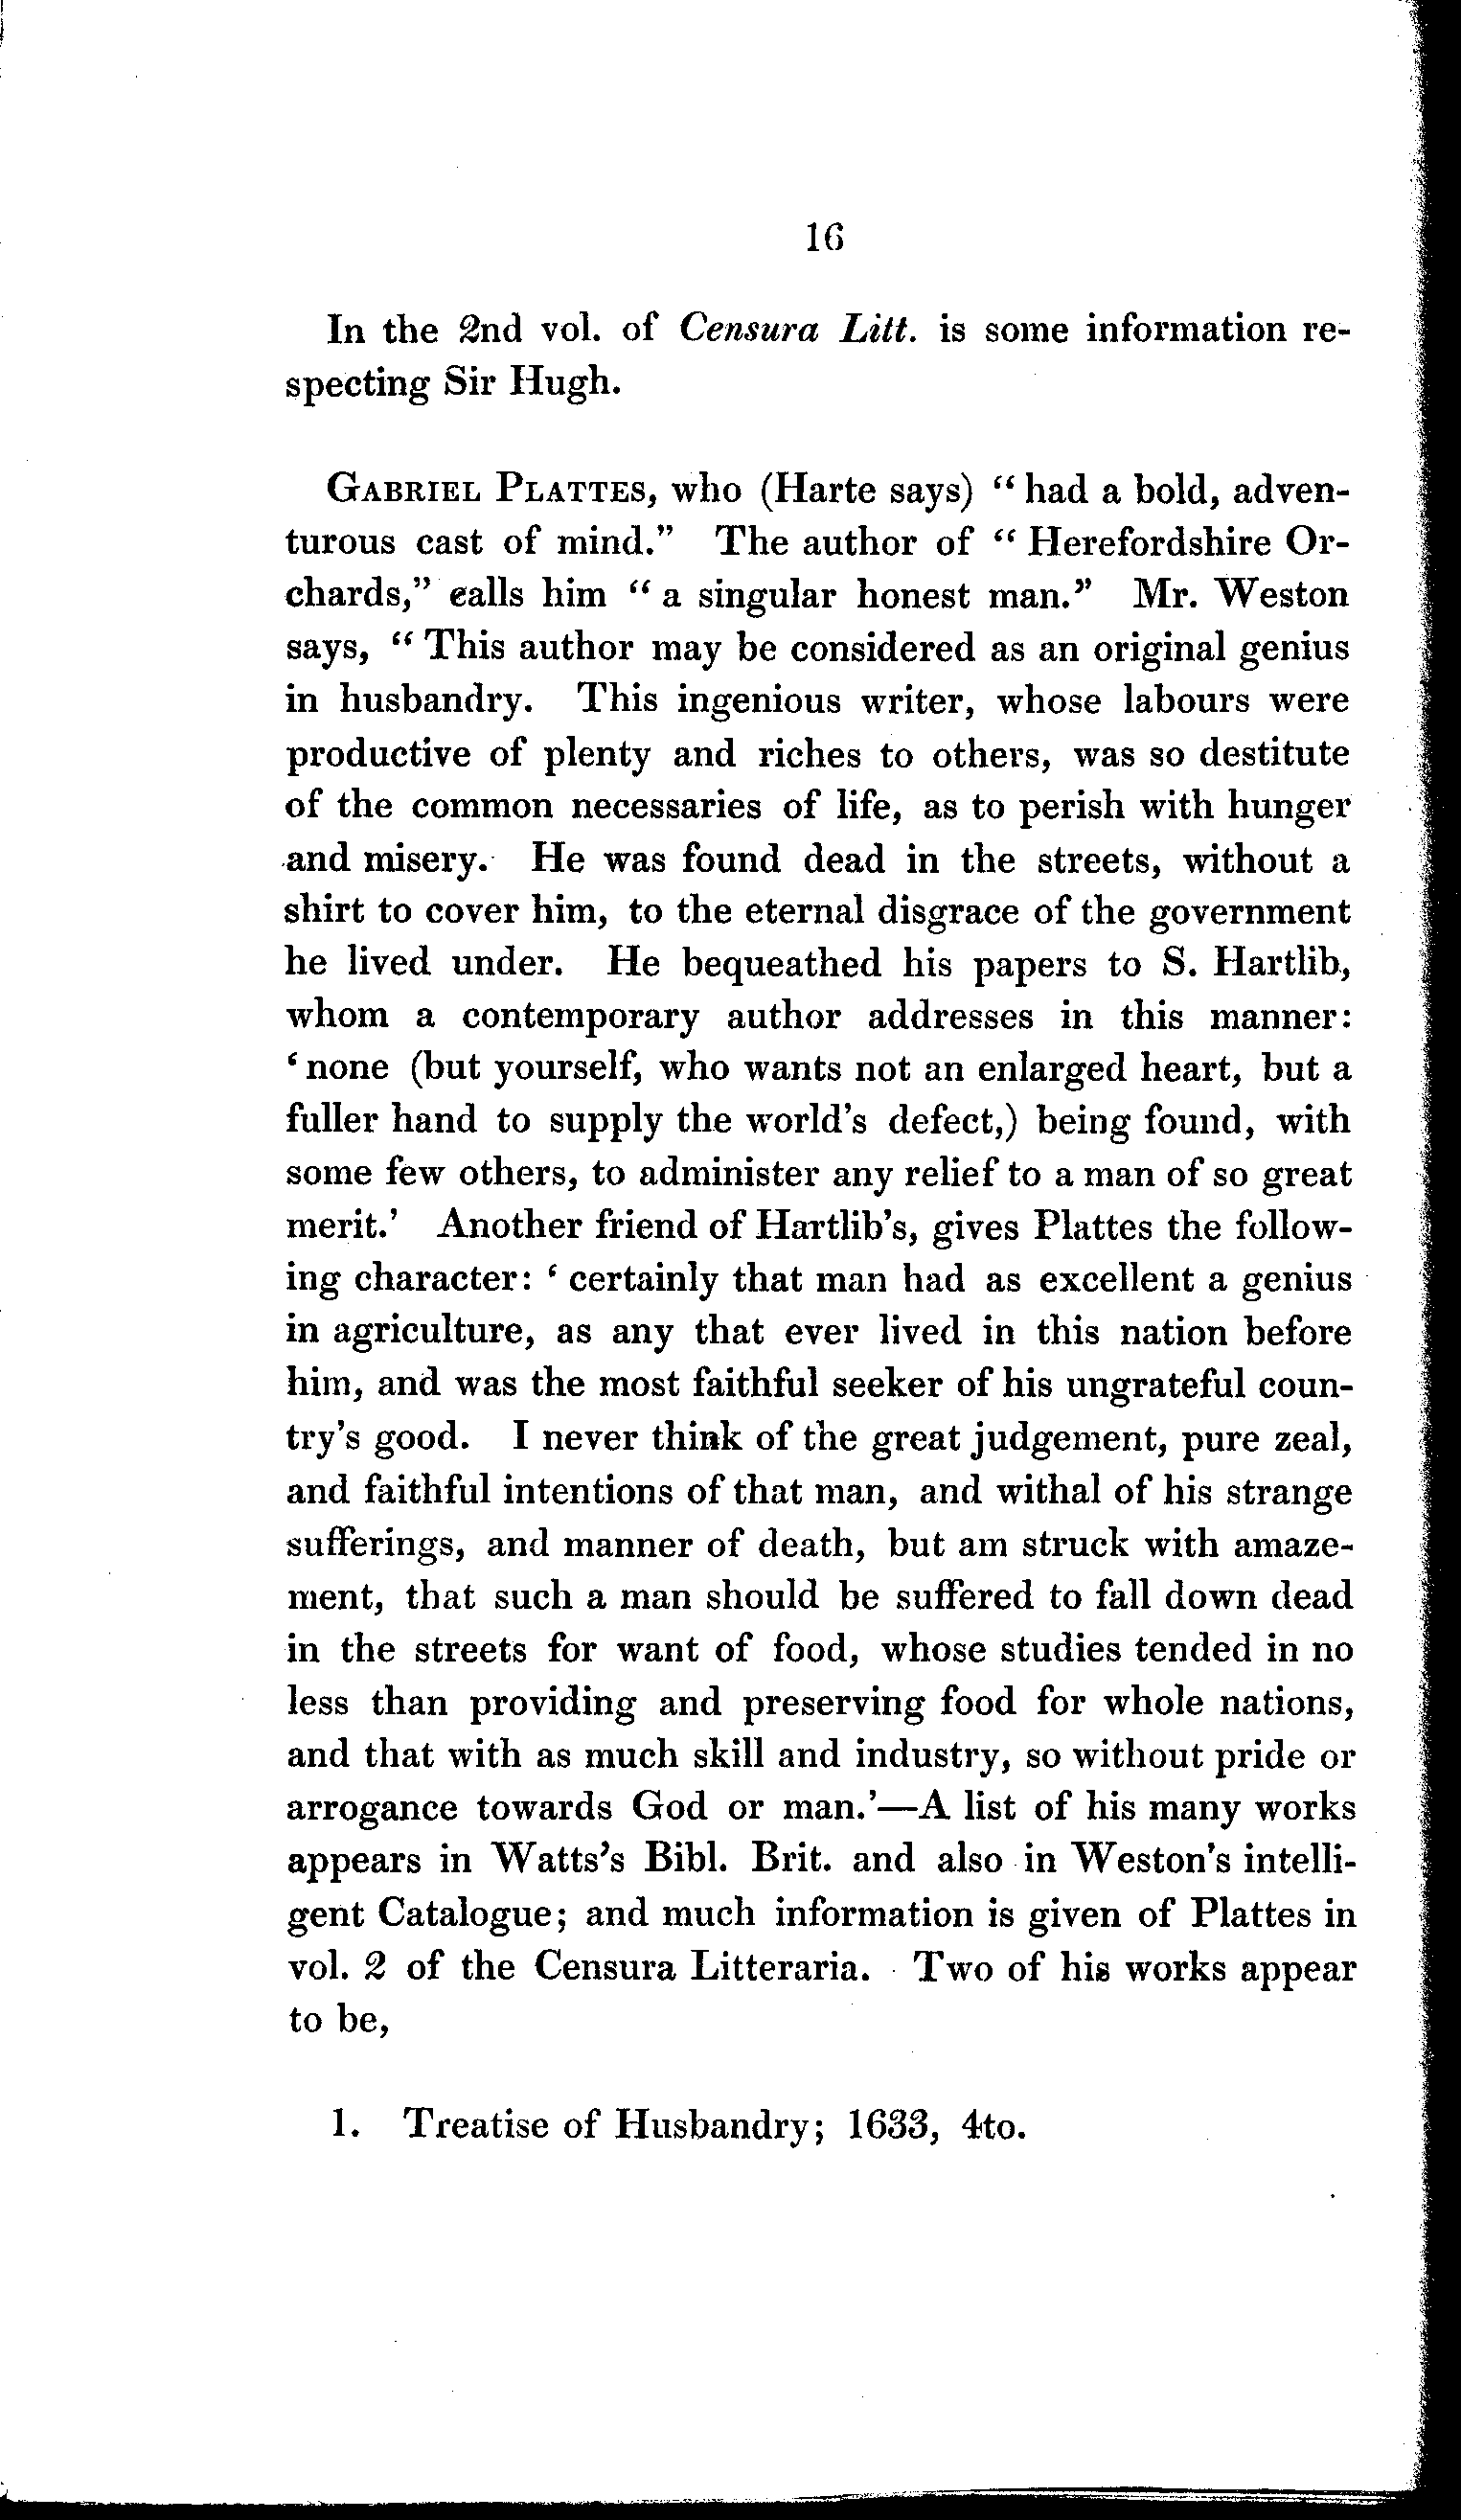 16
In the 2nd vol. of Censura Litt. is some information re-
specting Sir Hugh.
GABRIEL PLATTES, who (Harte says) "had a bold, adven-
turous cast of mind." The author of "Herefordshire Or-
chards," calls him "a singular honest man." Mr. Weston
says, "This author may be considered as an original genius
in husbandry. This ingenious writer, whose labours were
productive of plenty and riches to others, was so destitute
of the common necessaries of life, as to perish with hunger
and misery. He was found dead in the streets, without a
shirt to cover him, to the eternal disgrace of the government
he lived under. He bequeathed his papers to S. Hartlib,
whom a contemporary author addresses in this manner:
'none (but yourself, who wants not an enlarged heart, but a
fuller hand to supply the world's defect,) being found, with
some few others, to administer any relief to a man of so great
merit.' Another friend of Hartlib's, gives Plattes the follow-
ing character: 'certainly that man had as excellent a genius
in agriculture, as any that ever lived in this nation before
him, and was the most faithful seeker of his ungrateful coun-
try's good. I never think of the great judgement, pure zeal,
and faithful intentions of that man, and withal of his strange
sufferings, and manner of death, but am struck with amaze-
ment, that such a man should be suffered to fall down dead
in the streets for want of food, whose studies tended in no
less than providing and preserving food for whole nations,
and that with as much skill and industry, so without pride or
arrogance towards God or man.'—A list of his many works
appears in Watts's Bibl. Brit. and also in Weston's intelli-
gent Catalogue; and much information is given of Plattes in
vol. 2 of the Censura Litteraria. Two of his works appear
to be,
1. Treatise of Husbandry; 1633, 4to.